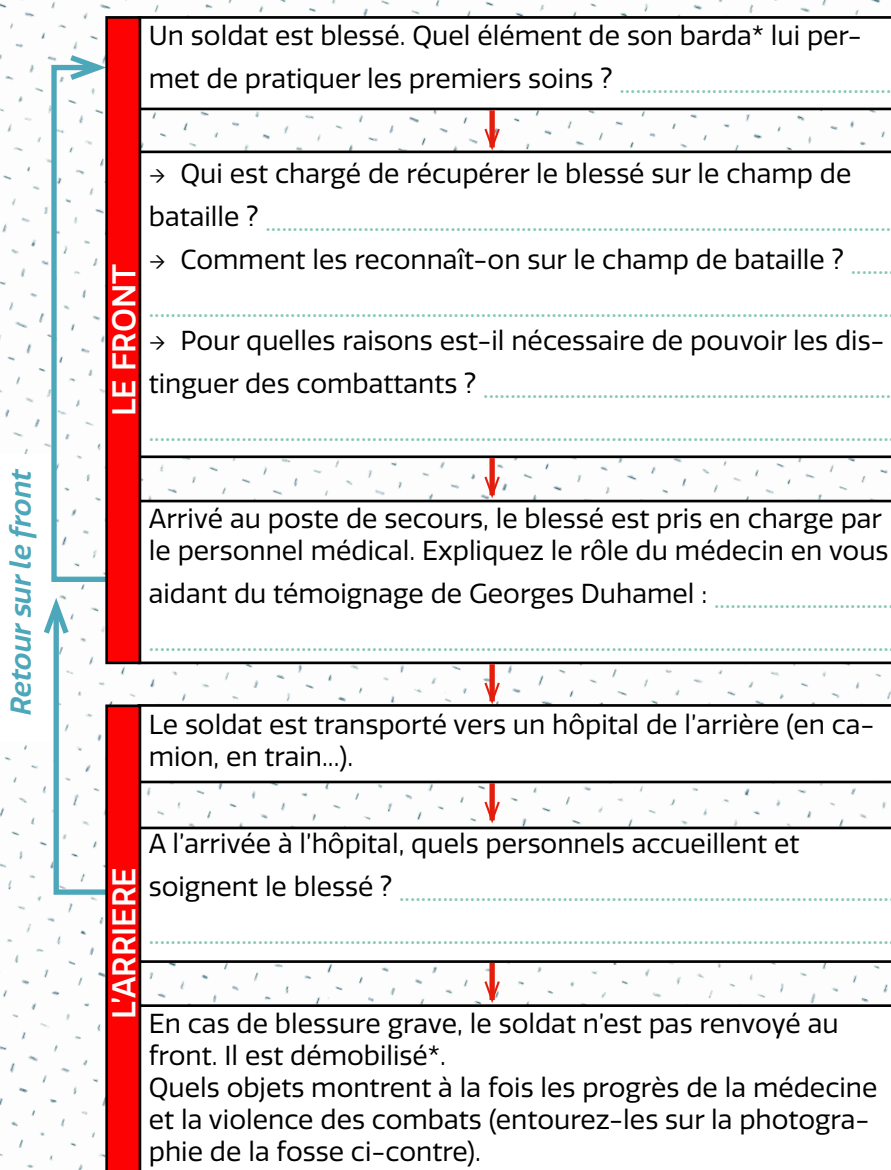 Un soldat est blessé. Quel élément de son barda* lui per-
met de pratiquer les premiers soins ?
→ Qui est chargé de récupérer le blessé sur le champ de
bataille ?
→ Comment les reconnaît-on sur le champ de bataille ?
→ Pour quelles raisons est-il nécessaire de pouvoir les dis-
tinguer des combattants ?
Arrivé au poste de secours, le blessé est pris en charge par
le personnel médical. Expliquez le rôle du médecin en vous
aidant du témoignage de Georges Duhamel :
LE FRONT
Retour sur le front
Le soldat est transporté vers un hôpital de l'arrière (en ca-
mion, en train...).
A l'arrivée à l'hôpital, quels personnels accueillent et
soignent le blessé ?
En cas de blessure grave, le soldat n'est pas renvoyé au
front. Il est démobilisé*.
Quels objets montrent à la fois les progrès de la médecine
et la violence des combats (entourez-les sur la photogra-
phie de la fosse ci-contre).
L'ARRIERE